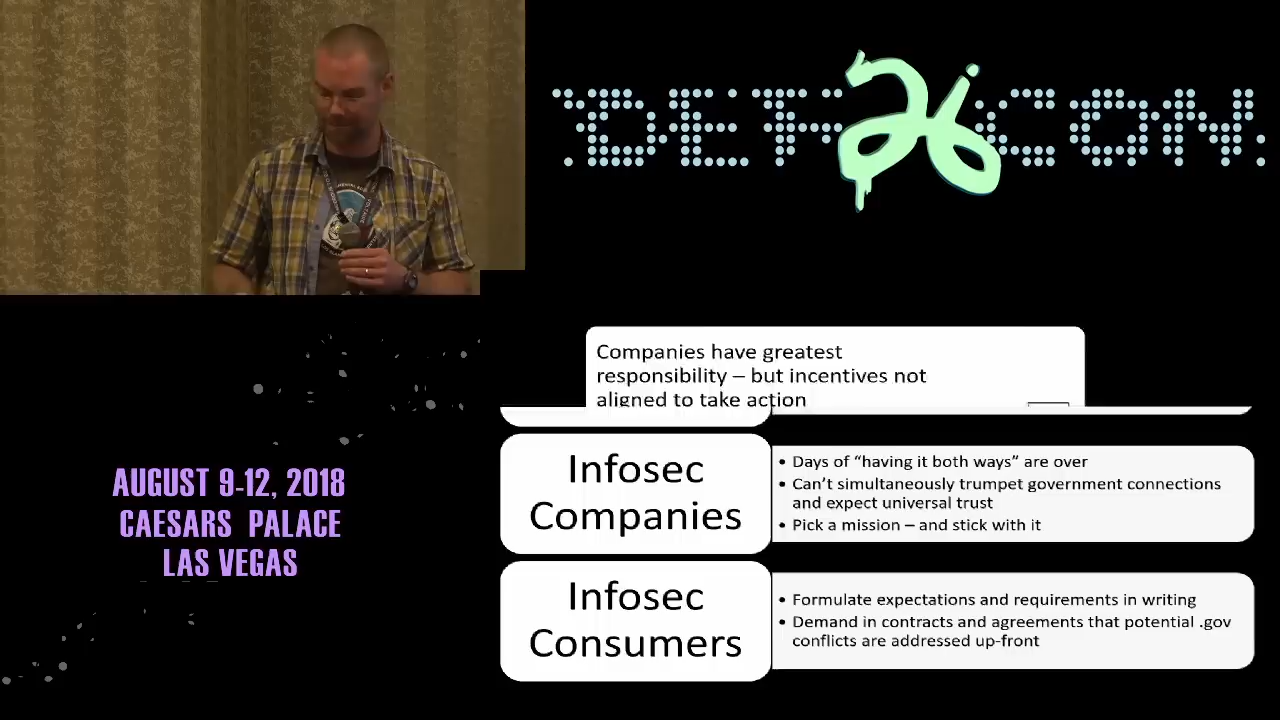 DEF CON
26
Companies have greatest
responsibility – but incentives not
aligned to take action
Infosec
Companies
• Days of “having it both ways” are over
• Can’t simultaneously trumpet government connections
and expect universal trust
• Pick a mission – and stick with it
Infosec
Consumers
• Formulate expectations and requirements in writing
• Demand in contracts and agreements that potential .gov
conflicts are addressed up-front
AUGUST 9-12, 2018
CAESARS PALACE
LAS VEGAS